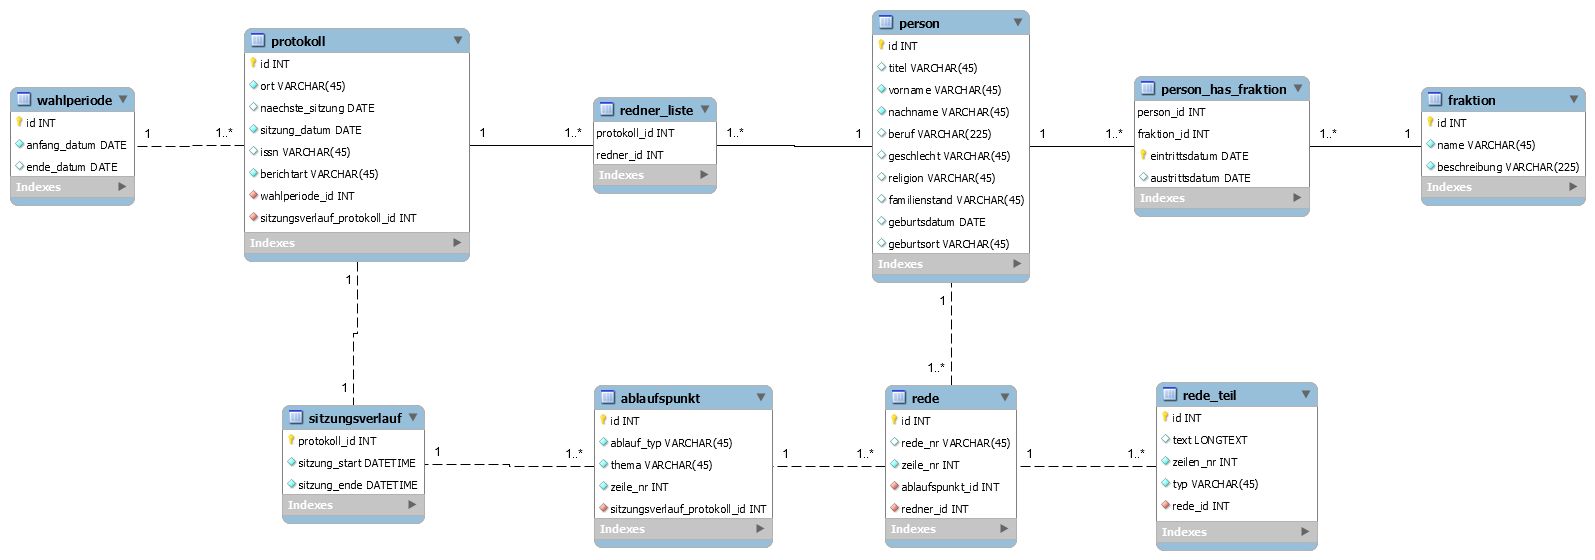 wahlperiode
id INT
anfang_datum DATE
ende_datum DATE
Indexes
1
1..*
protokoll
id INT
ort VARCHAR(45)
naechste_sitzung DATE
sitzung_datum DATE
issn VARCHAR(45)
berichtart VARCHAR(45)
wahlperiode_id INT
sitzungsverlauf_protokoll_id INT
Indexes
1
1..*
redner_liste
protokoll_id INT
redner_id INT
Indexes
1..*
1
person
id INT
titel VARCHAR(45)
vorname VARCHAR(45)
nachname VARCHAR(45)
beruf VARCHAR(225)
geschlecht VARCHAR(45)
religion VARCHAR(45)
familienstand VARCHAR(45)
geburtsdatum DATE
geburtsort VARCHAR(45)
Indexes
1
1..*
person_has_fraktion
person_id INT
fraktion_id INT
eintrittsdatum DATE
austrittsdatum DATE
Indexes
1..*
1
fraktion
id INT
name VARCHAR(45)
beschreibung VARCHAR(225)
Indexes
1
1
1
1..*
sitzungsverlauf
protokoll_id INT
sitzung_start DATETIME
sitzung_ende DATETIME
Indexes
1
1..*
ablaufspunkt
id INT
ablauf_typ VARCHAR(45)
thema VARCHAR(45)
zeile_nr INT
sitzungsverlauf_protokoll_id INT
Indexes
1
1..*
rede
id INT
rede_nr VARCHAR(45)
zeile_nr INT
ablaufspunkt_id INT
redner_id INT
Indexes
1
1..*
rede_teil
id INT
text LONGTEXT
zeilen_nr INT
typ VARCHAR(45)
rede_id INT
Indexes